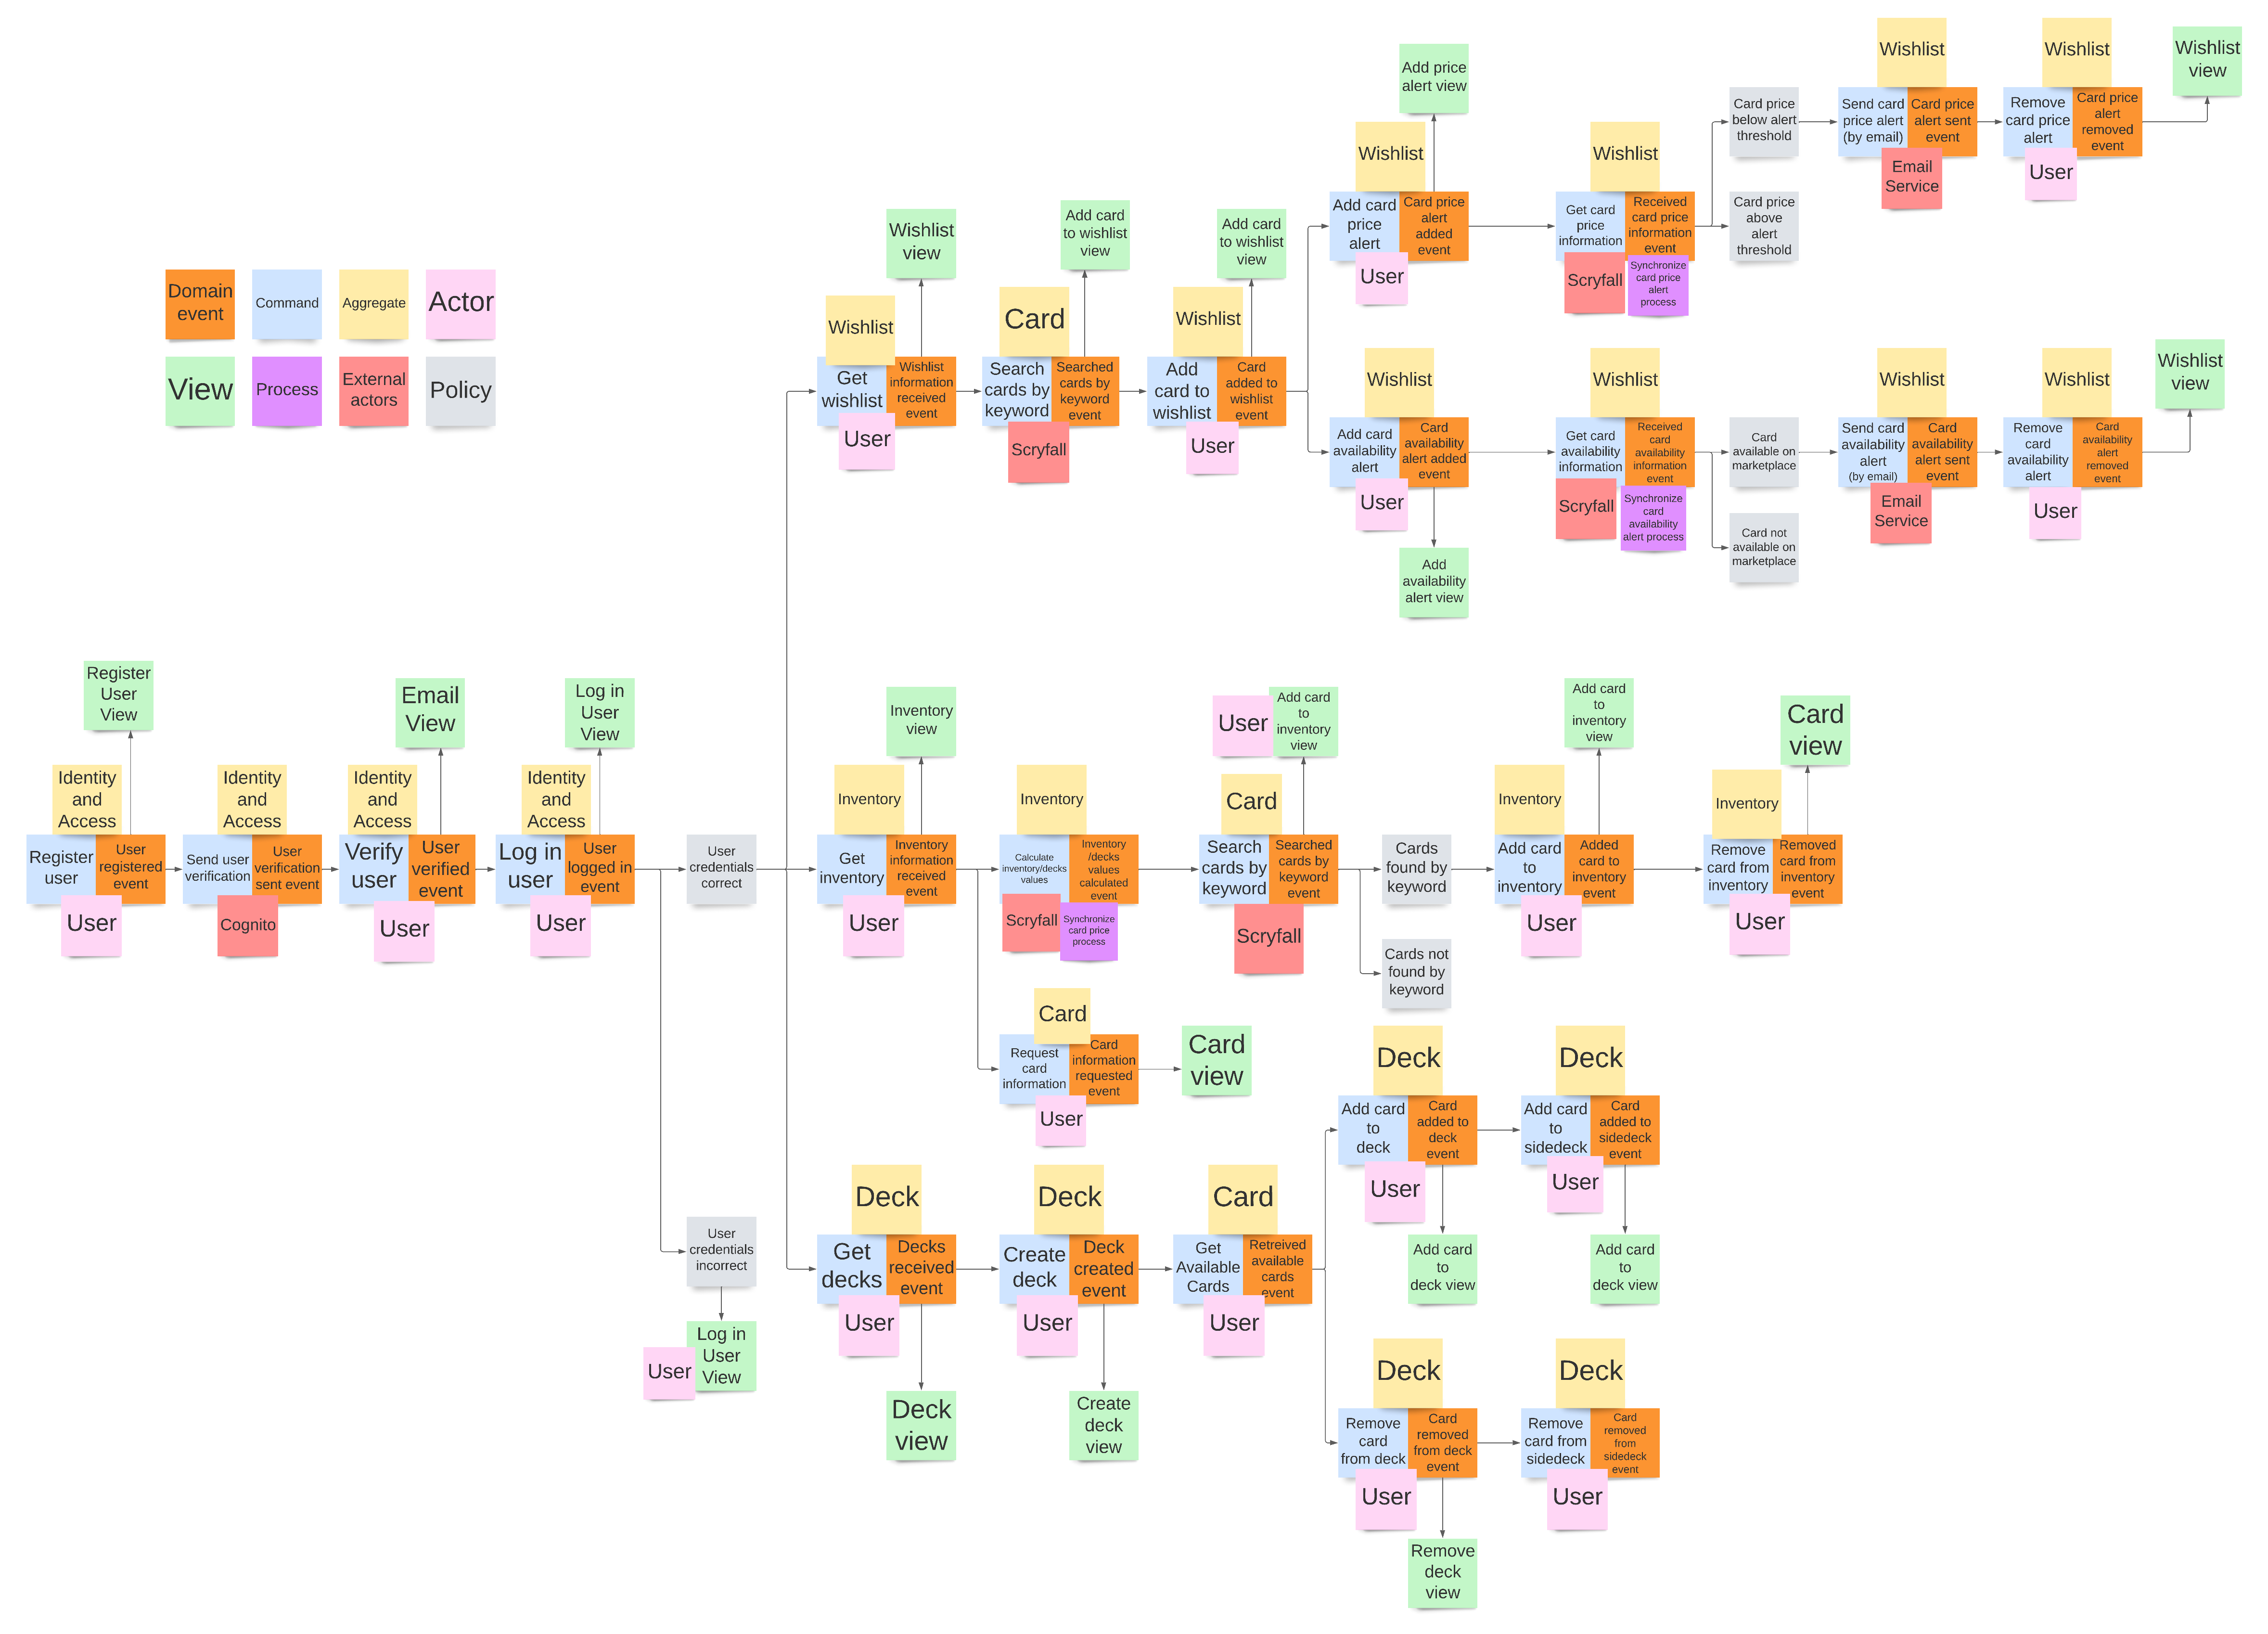 Domain
event
Command
Aggregate
Actor
View
Process
External
actors
Policy
Register
User
View
Identity
and
Access
Register
user
User
registered
event
User
Identity
and
Access
Send user
verification
User
verification
sent event
Cognito
Email
View
Identity
and
Access
Verify
user
User
verified
event
User
Log in
User
View
Identity
and
Access
Log in
user
User
logged in
event
User
User
credentials
correct
User
credentials
incorrect
Log in
User
View
User
Wishlist
view
Wishlist
Get
wishlist
Wishlist
information
received
event
User
Add card
to wishlist
view
Card
Search
cards by
keyword
Searched
cards by
keyword
event
Scryfall
Add card
to wishlist
view
Wishlist
Add
card to
wishlist
Card
added to
wishlist
event
User
Add price
alert view
Wishlist
Add card
price
alert
Card price
alert
added
event
User
Wishlist
Get card
price
information
Received
card price
information
event
Scryfall
Synchronize
card price
alert
process
Card price
below alert
threshold
Card price
above
alert
threshold
Wishlist
Send card
price alert
(by email)
Card price
alert sent
event
Email
Service
Wishlist
Remove
card price
alert
Card price
alert
removed
event
User
Wishlist
view
Wishlist
Add card
availability
alert
Card
availability
alert added
event
User
Add
availability
alert view
Wishlist
Get card
availability
information
Received
card
availability
information
event
Scryfall
Synchronize
card
availability
alert process
Card
available on
marketplace
Card not
available on
marketplace
Wishlist
Send card
availability
alert
(by email)
Card
availability
alert sent
event
Email
Service
Wishlist
Remove
card
availability
alert
Card
availability
alert
removed
event
User
Wishlist
view
Inventory
view
Inventory
Get
inventory
Inventory
information
received
event
User
Inventory
Calculate
inventory/decks
values
Inventory
/decks
values
calculated
event
Scryfall
Synchronize
card price
process
User
Add card
to
inventory
view
Card
Search
cards by
keyword
Searched
cards by
keyword
event
Scryfall
Cards
found by
keyword
Cards not
found by
keyword
Add card
to
inventory
view
Inventory
Add card
to
inventory
Added
card to
inventory
event
User
Card
view
Inventory
Remove
card from
inventory
Removed
card from
inventory
event
User
Card
Request
card
information
Card
information
requested
event
User
Card
view
Deck
Get
decks
Decks
received
event
User
Deck
view
Deck
Create
deck
Deck
created
event
User
Create
deck
view
Card
Get
Available
Cards
Retreived
available
cards
event
User
Deck
Add card
to
deck
Card
added to
deck
event
User
Add card
to
deck view
Deck
Add card
to
sidedeck
Card
added to
sidedeck
event
User
Add card
to
deck view
Deck
Remove
card
from deck
Card
removed
from deck
event
User
Remove
deck
view
Deck
Remove
card from
sidedeck
Card
removed
from
sidedeck
event
User